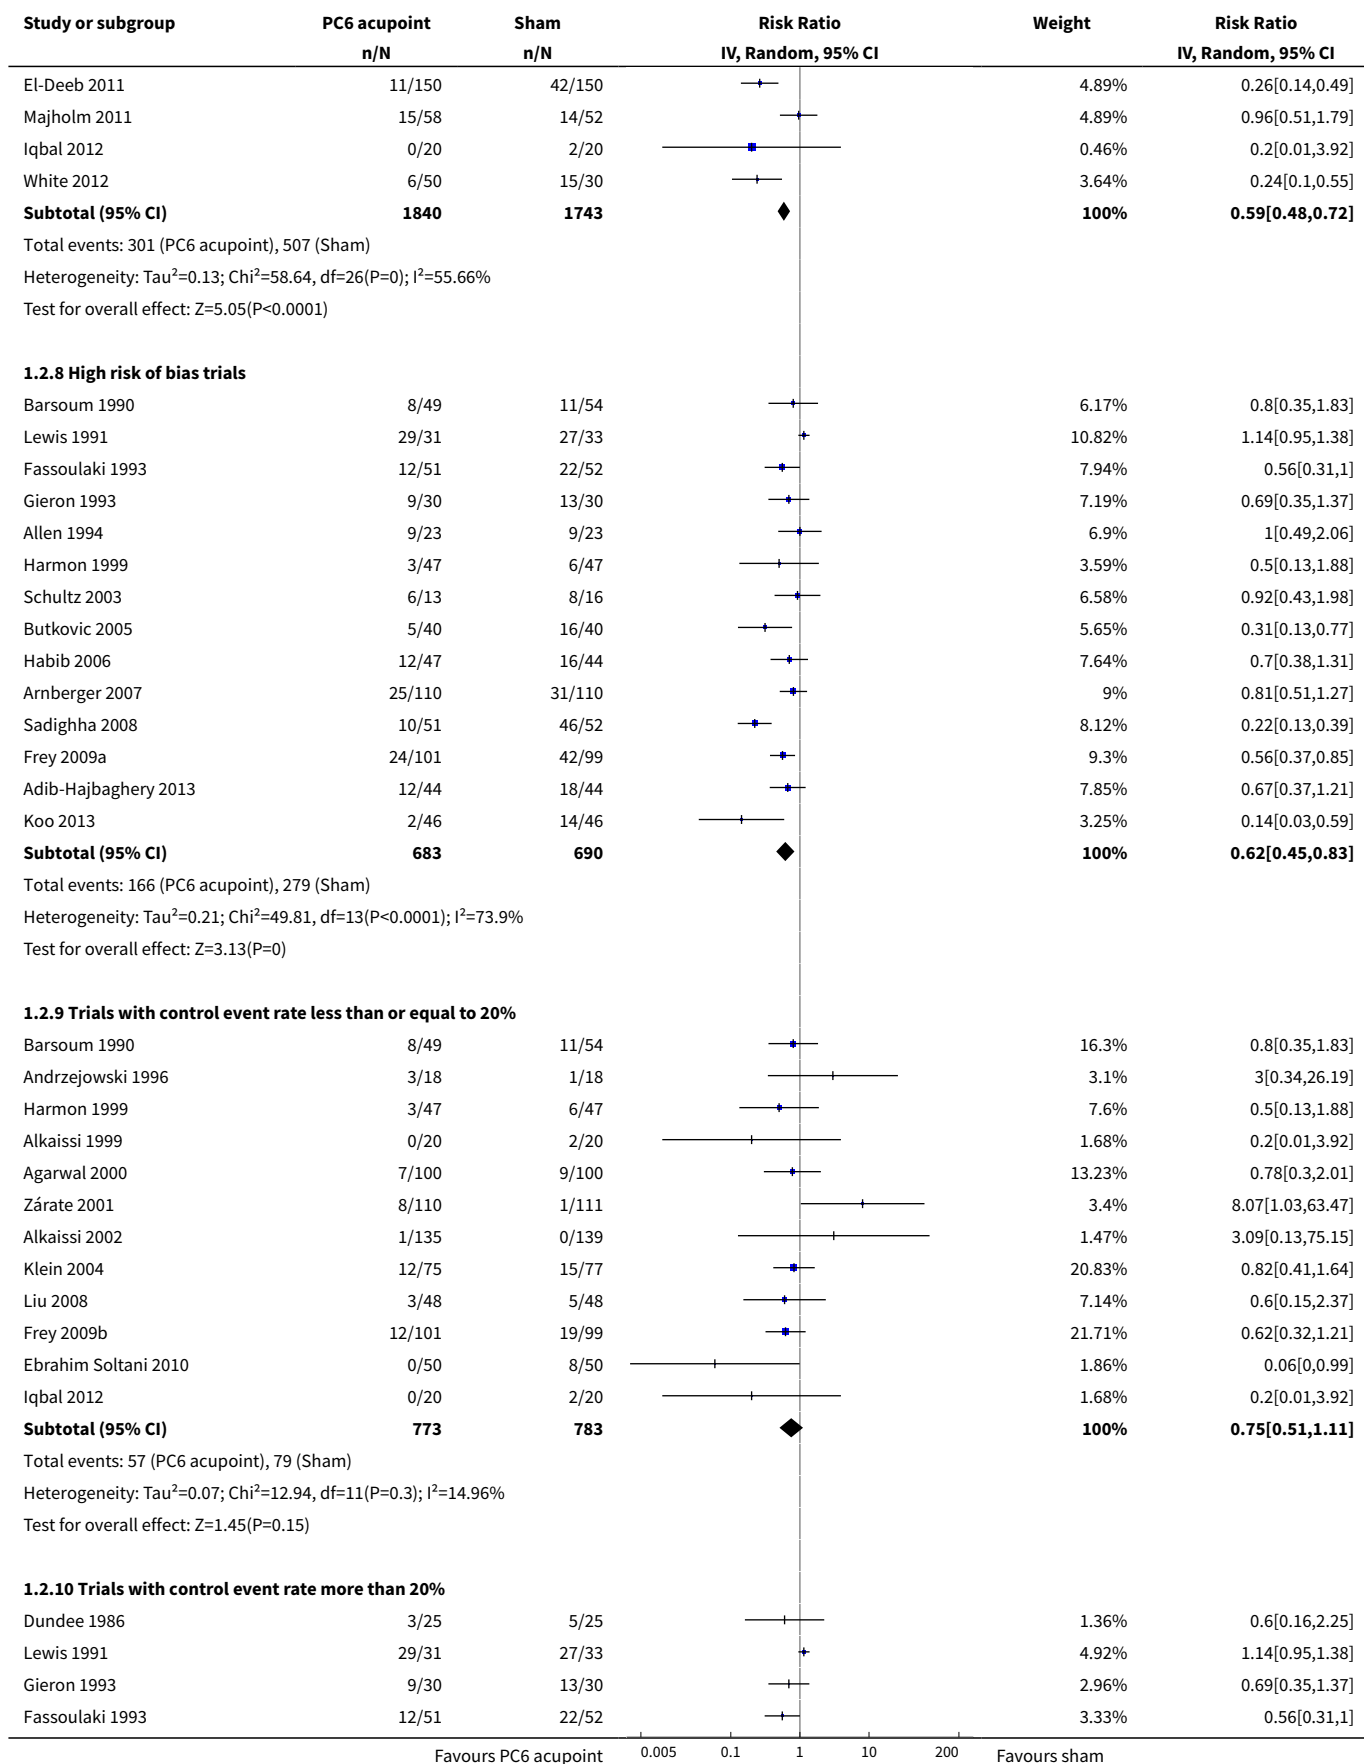 Study or subgroup PC6 acupoint Sham Risk Ratio Weight Risk Ratio
n/N n/N IV, Random, 95% CI IV, Random, 95% CI
El-Deeb 2011 11/150 42/150 4.89% 0.26[0.14,0.49]
Majholm 2011 15/58 14/52 4.89% 0.96[0.51,1.79]
Iqbal 2012 0/20 2/20 0.46% 0.2[0.01,3.92]
White 2012 6/50 15/30 3.64% 0.24[0.1,0.55]
Subtotal (95% CI) 1840 1743 100% 0.59[0.48,0.72]
Total events: 301 (PC6 acupoint), 507 (Sham)
Heterogeneity: Tau²=0.13; Chi²=58.64, df=26(P=0); I²=55.66%
Test for overall effect: Z=5.05(P<0.0001)
1.2.8 High risk of bias trials
Barsoum 1990 8/49 11/54 6.17% 0.8[0.35,1.83]
Lewis 1991 29/31 27/33 10.82% 1.14[0.95,1.38]
Fassoulaki 1993 12/51 22/52 7.94% 0.56[0.31,1]
Gieron 1993 9/30 13/30 7.19% 0.69[0.35,1.37]
Allen 1994 9/23 9/23 6.9% 1[0.49,2.06]
Harmon 1999 3/47 6/47 3.59% 0.5[0.13,1.88]
Schultz 2003 6/13 8/16 6.58% 0.92[0.43,1.98]
Butkovic 2005 5/40 16/40 5.65% 0.31[0.13,0.77]
Habib 2006 12/47 16/44 7.64% 0.7[0.38,1.31]
Arnberger 2007 25/110 31/110 9% 0.81[0.51,1.27]
Sadighha 2008 10/51 46/52 8.12% 0.22[0.13,0.39]
Frey 2009a 24/101 42/99 9.3% 0.56[0.37,0.85]
Adib-Hajbaghery 2013 12/44 18/44 7.85% 0.67[0.37,1.21]
Koo 2013 2/46 14/46 3.25% 0.14[0.03,0.59]
Subtotal (95% CI) 683 690 100% 0.62[0.45,0.83]
Total events: 166 (PC6 acupoint), 279 (Sham)
Heterogeneity: Tau²=0.21; Chi²=49.81, df=13(P<0.0001); I²=73.9%
Test for overall effect: Z=3.13(P=0)
1.2.9 Trials with control event rate less than or equal to 20%
Barsoum 1990 8/49 11/54 16.3% 0.8[0.35,1.83]
Andrzejowski 1996 3/18 1/18 3.1% 3[0.34,26.19]
Harmon 1999 3/47 6/47 7.6% 0.5[0.13,1.88]
Alkaissi 1999 0/20 2/20 1.68% 0.2[0.01,3.92]
Agarwal 2000 7/100 9/100 13.23% 0.78[0.3,2.01]
Zárate 2001 8/110 1/111 3.4% 8.07[1.03,63.47]
Alkaissi 2002 1/135 0/139 1.47% 3.09[0.13,75.15]
Klein 2004 12/75 15/77 20.83% 0.82[0.41,1.64]
Liu 2008 3/48 5/48 7.14% 0.6[0.15,2.37]
Frey 2009b 12/101 19/99 21.71% 0.62[0.32,1.21]
Ebrahim Soltani 2010 0/50 8/50 1.86% 0.06[0,0.99]
Iqbal 2012 0/20 2/20 1.68% 0.2[0.01,3.92]
Subtotal (95% CI) 773 783 100% 0.75[0.51,1.11]
Total events: 57 (PC6 acupoint), 79 (Sham)
Heterogeneity: Tau²=0.07; Chi²=12.94, df=11(P=0.3); I²=14.96%
Test for overall effect: Z=1.45(P=0.15)
1.2.10 Trials with control event rate more than 20%
Dundee 1986 3/25 5/25 1.36% 0.6[0.16,2.25]
Lewis 1991 29/31 27/33 4.92% 1.14[0.95,1.38]
Gieron 1993 9/30 13/30 2.96% 0.69[0.35,1.37]
Fassoulaki 1993 12/51 22/52 3.33% 0.56[0.31,1]
Favours PC6 acupoint 0.005 0.1 1 10 200 Favours sham